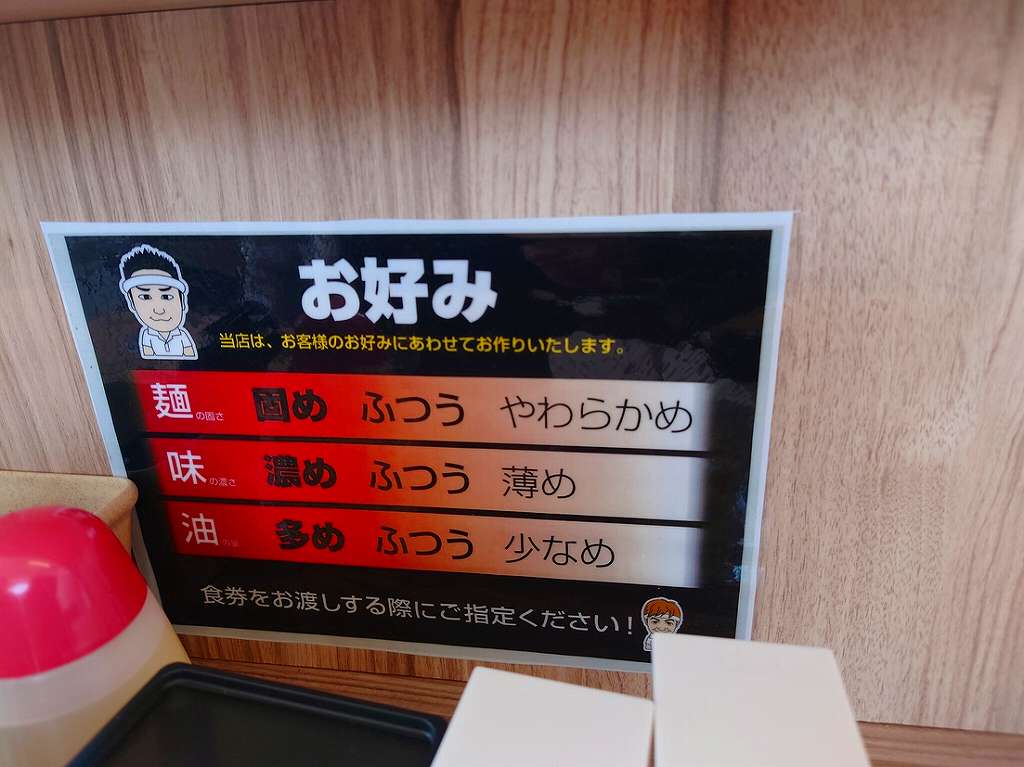 お好み
当店は、お客様のお好みにあわせてお作りいたします。
麺の固さ 固め ふつう やわらかめ
味の濃さ 濃め ふつう 薄め
油の量 多め ふつう 少なめ
食券をお渡しする際にご指定ください！